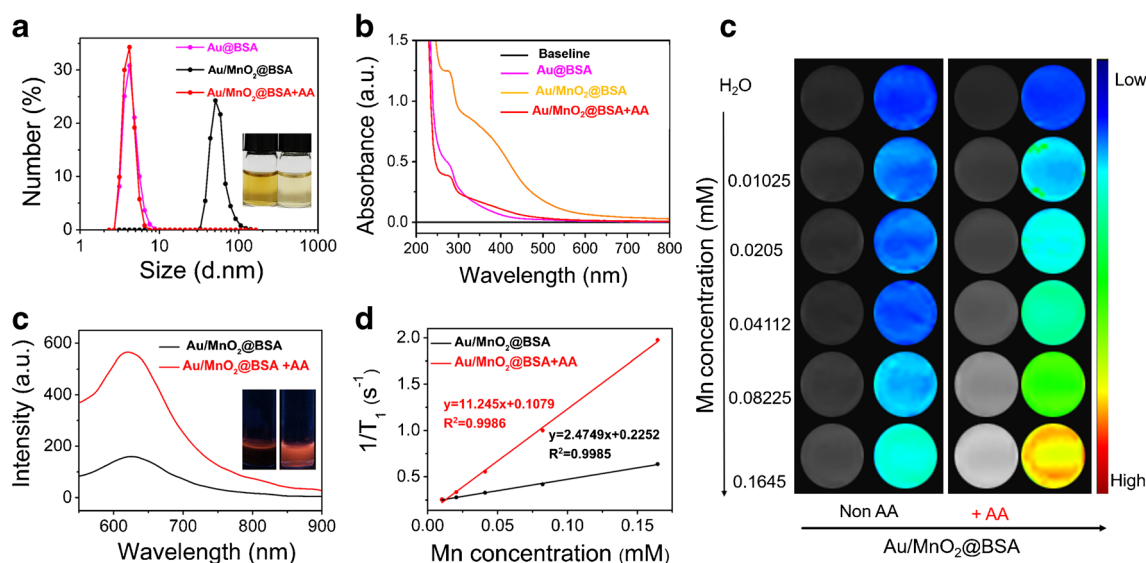 a
Number (%)
30
20
10
0
1
10
100
1000
Size (d.nm)
Au@BSA
Au/MnO₂@BSA
Au/MnO₂@BSA+AA
b
Absorbance (a.u.)
1.5
1.0
0.5
0.0
200
300
400
500
600
700
800
Wavelength (nm)
Baseline
Au@BSA
Au/MnO₂@BSA
Au/MnO₂@BSA+AA
c
H₂O
0.01025
0.0205
0.04112
0.08225
0.1645
Mn concentration (mM)
Low
High
Non AA
+ AA
Au/MnO₂@BSA
c
Intensity (a.u.)
600
400
200
0
600
700
800
900
Wavelength (nm)
Au/MnO₂@BSA
Au/MnO₂@BSA +AA
d
1/T₁ (s⁻¹)
2.0
1.5
1.0
0.5
0.00
0.05
0.10
0.15
Mn concentration (mM)
Au/MnO₂@BSA
Au/MnO₂@BSA+AA
y=11.245x+0.1079
R²=0.9986
y=2.4749x+0.2252
R²=0.9985